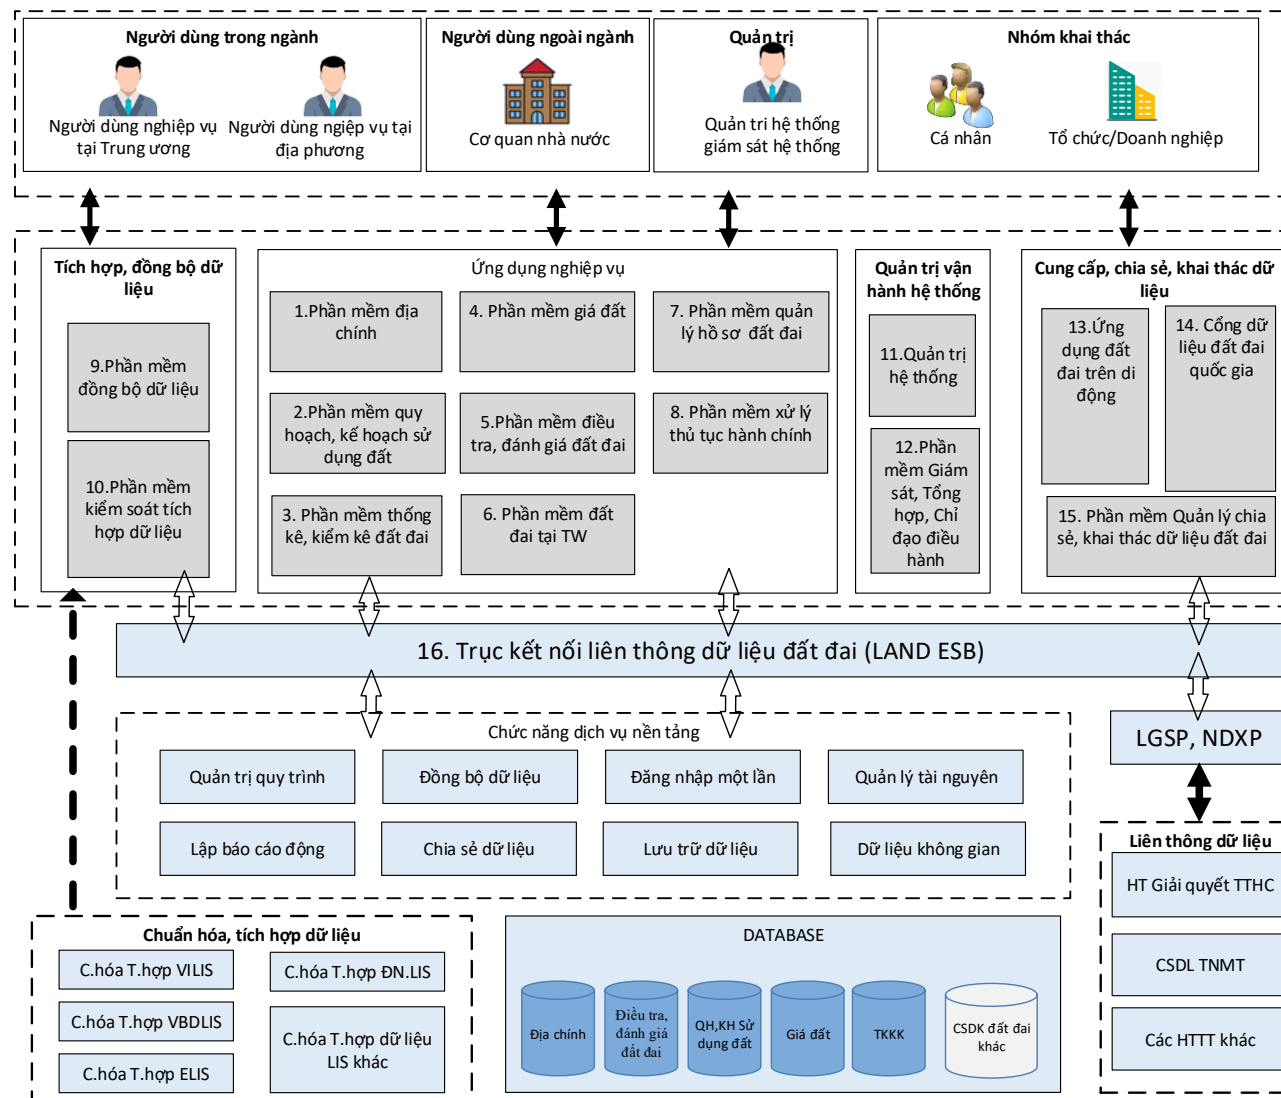 Người dùng trong ngành
Người dùng nghiệp vụ
tại Trung ương
Người dùng ngiệp vụ tại
địa phương
Người dùng ngoài ngành
Cơ quan nhà nước
Quản trị
Quản tri hệ thống
giám sát hệ thống
Nhóm khai thác
Cá nhân
Tổ chức/Doanh nghiệp
Tích hợp, đồng bộ dữ
liệu
9.Phần mềm
đồng bộ dữ liệu
10.Phần mềm
kiểm soát tích
hợp dữ liệu
Ứng dụng nghiệp vụ
1.Phần mềm địa
chính
4. Phần mềm giá đất
7. Phần mềm quản
lý hồ sơ đất đai
2.Phần mềm quy
hoạch, kế hoạch sử
dụng đất
5.Phần mềm điều
tra, đánh giá đất đai
8. Phần mềm xử lý
thủ tục hành chính
3. Phần mềm thống
kê, kiểm kê đất đai
6. Phần mềm đất
đai tại TW
Quản trị vận
hành hệ thống
11.Quản trị
hệ thống
12.Phần
mềm Giám
sát, Tổng
hợp, Chỉ
đạo điều
hành
Cung cấp, chia sẻ, khai thác dữ
liệu
13.Ứng
dụng đất
đai trên di
động
14. Cổng dữ
liệu đất đai
quốc gia
15. Phần mềm Quản lý chia
sẻ, khai thác dữ liệu đất đai
16. Trục kết nối liên thông dữ liệu đất đai (LAND ESB)
Chức năng dịch vụ nền tảng
Quản trị quy trình
Đồng bộ dữ liệu
Đăng nhập một lần
Quản lý tài nguyên
Lập báo cáo động
Chia sẻ dữ liệu
Lưu trữ dữ liệu
Dữ liệu không gian
LGSP, NDXP
Liên thông dữ liệu
HT Giải quyết TTHC
CSDL TNMT
Các HTTT khác
Chuẩn hóa, tích hợp dữ liệu
C.hóa T.hợp VILIS
C.hóa T.hợp ĐN.LIS
C.hóa T.hợp VBDLIS
C.hóa T.hợp dữ liệu
LIS khác
C.hóa T.hợp ELIS
DATABASE
Địa chính
Điều tra,
đánh giá
đất đai
QH,KH Sử
dụng đất
Giá đất
TKKK
CSDK đất đai
khác